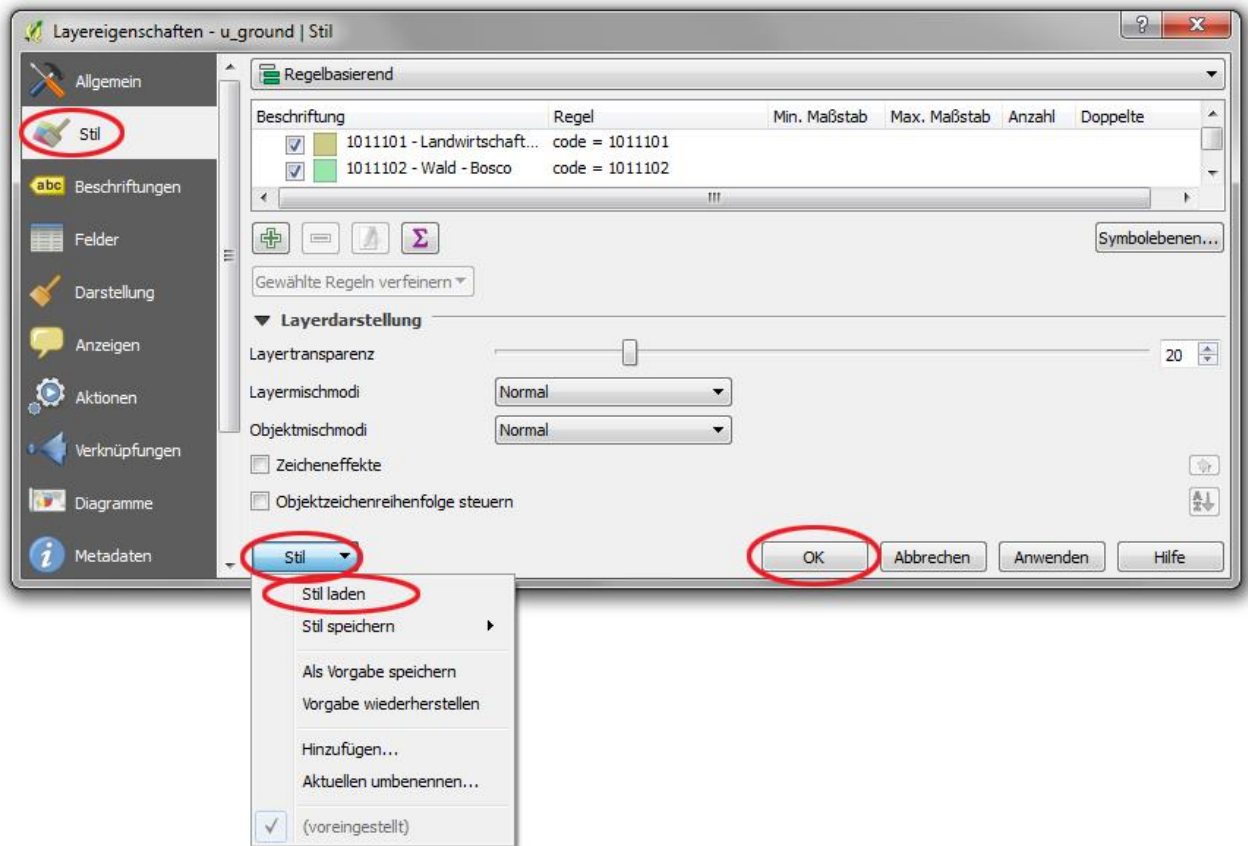 Layereigenschaften - u_ground | Stil
Allgemein
Stil
abc Beschriftungen
Felder
Darstellung
Anzeigen
Aktionen
Verknüpfungen
Diagramme
Metadaten
Regelbasierend
Beschriftung Regel Min. Maßstab Max. Maßstab Anzahl Doppelte
1011101 - Landwirtschaft... code = 1011101
1011102 - Wald - Bosco code = 1011102
Σ Symbolebenen...
Gewählte Regeln verfeinern
Layerdarstellung
Layertransparenz 20
Layermischmodi Normal
Objektmischmodi Normal
Zeicheneffekte
Objektzeichenreihenfolge steuern
Stil OK Abbrechen Anwenden Hilfe
Stil laden
Stil speichern
Als Vorgabe speichern
Vorgabe wiederherstellen
Hinzufügen...
Aktuellen umbenennen...
(voreingestellt)